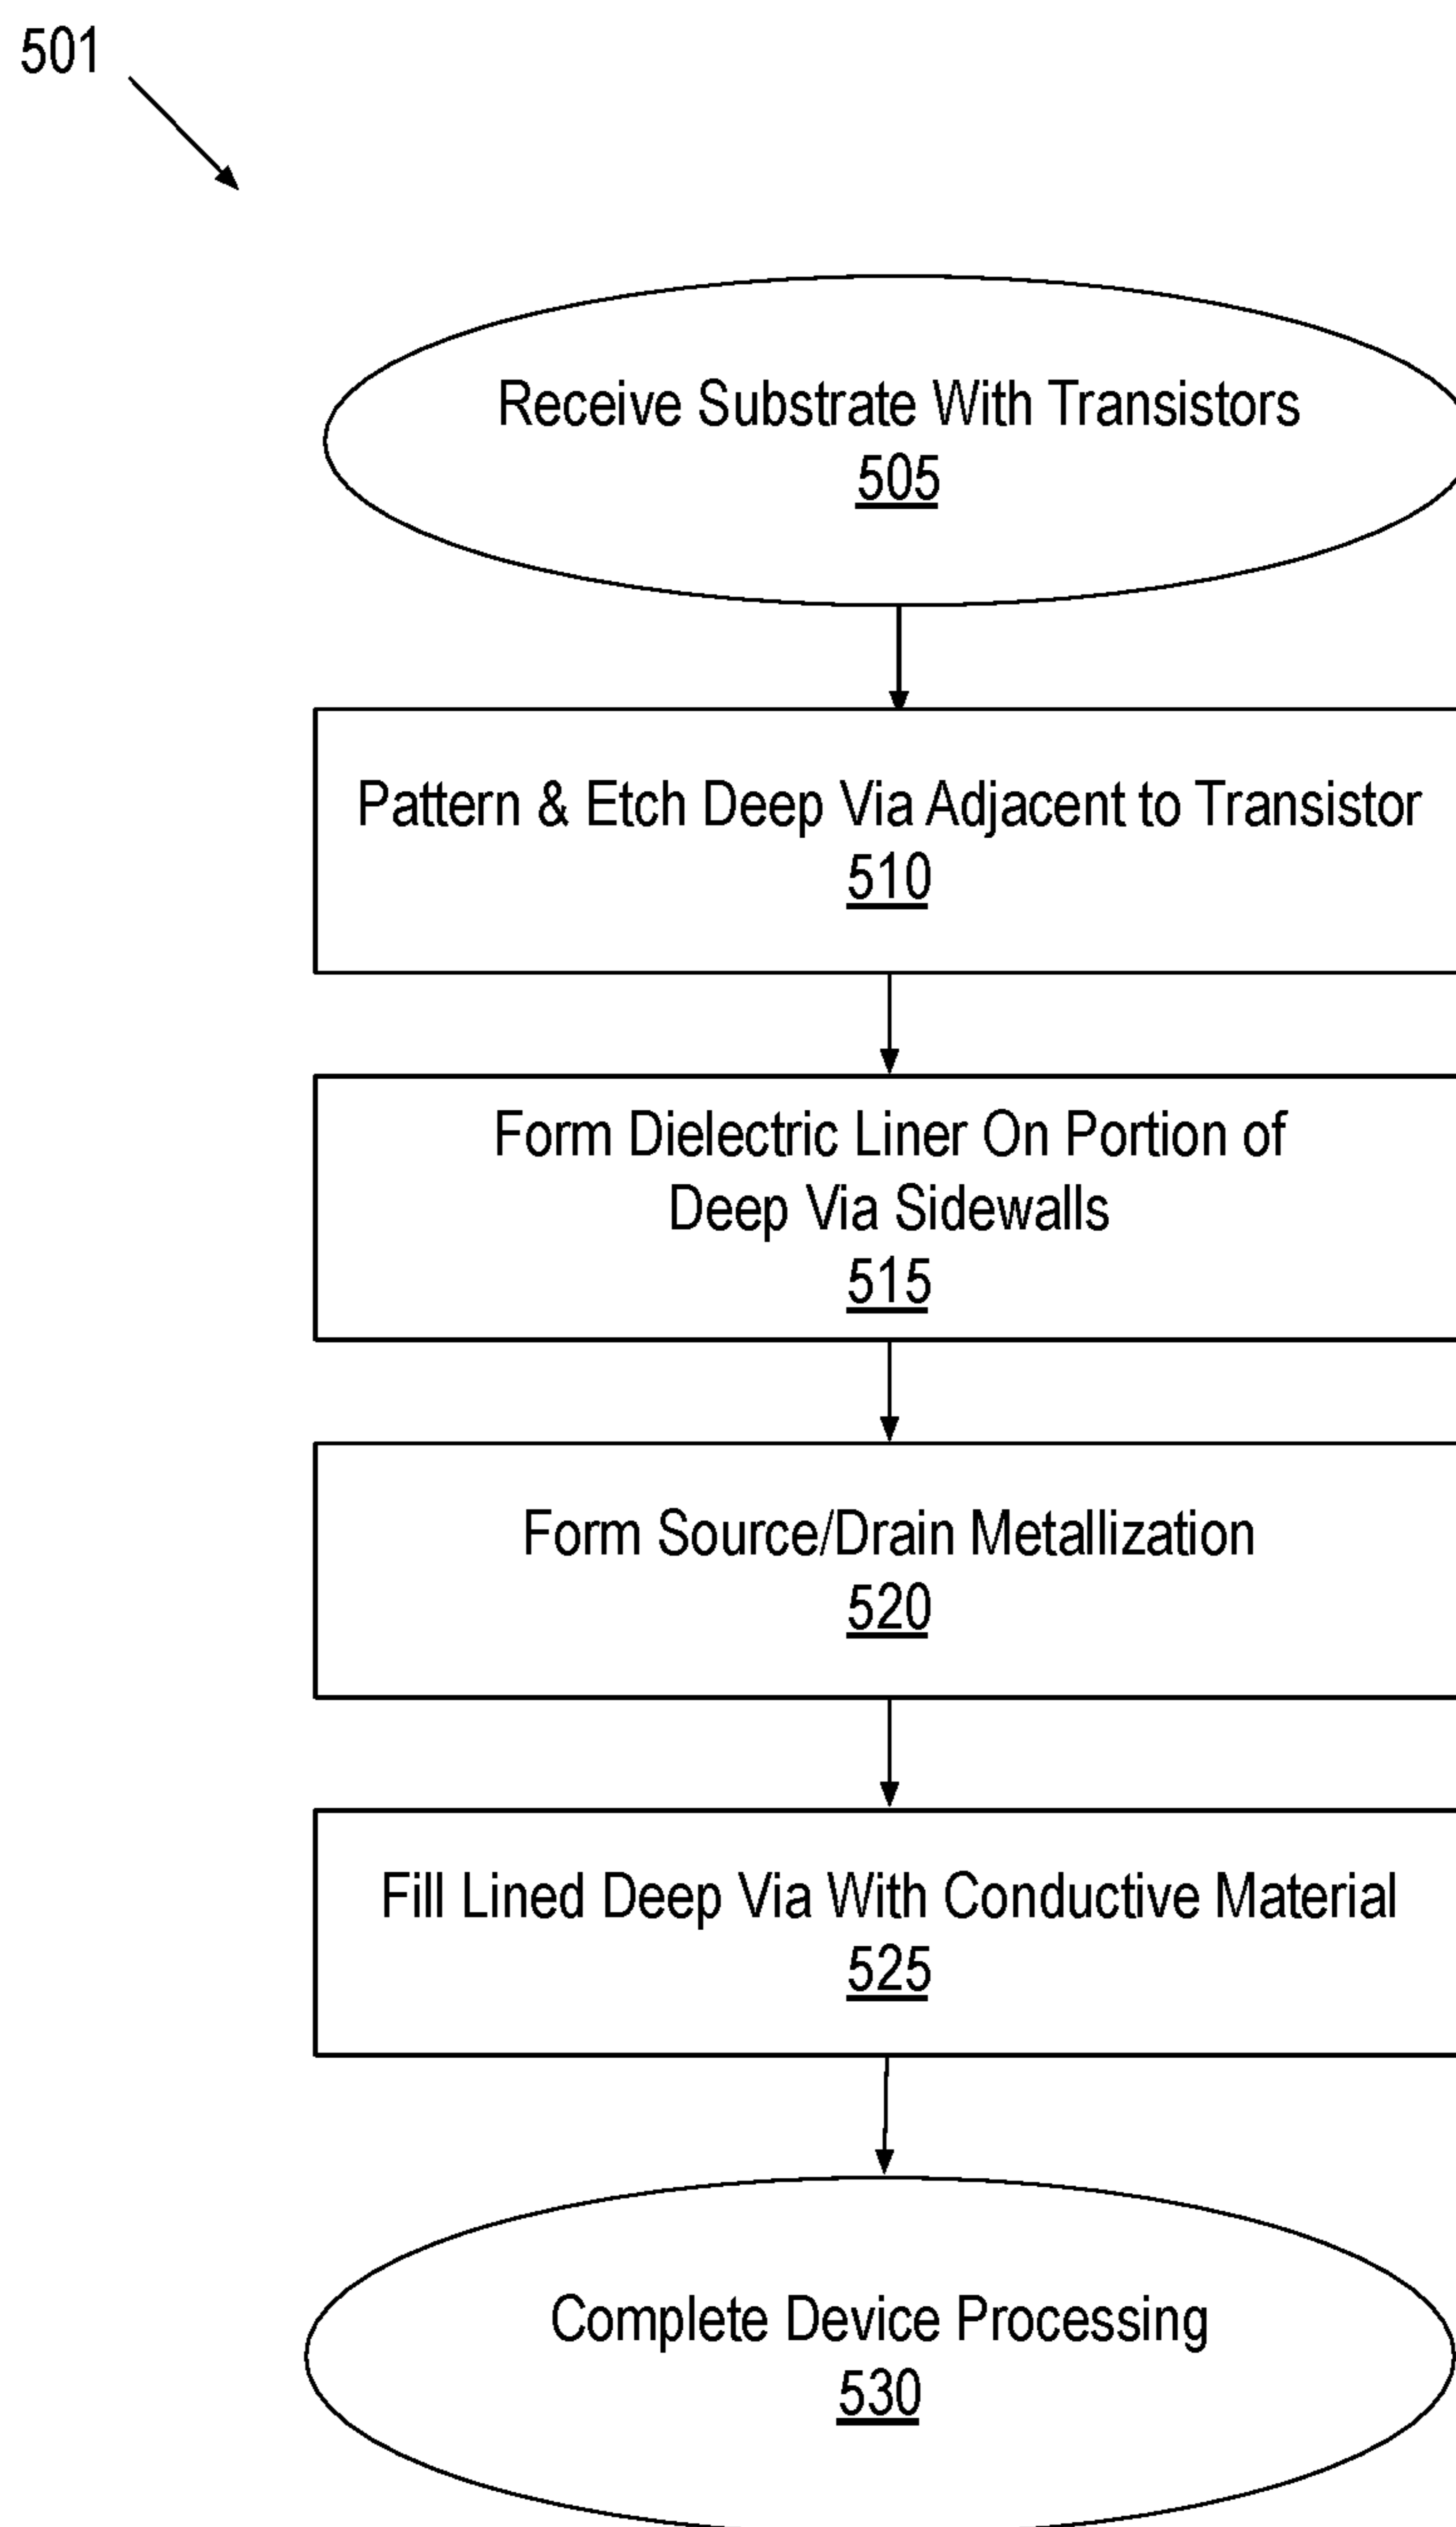 501
Receive Substrate With Transistors
505
Pattern & Etch Deep Via Adjacent to Transistor
510
Form Dielectric Liner On Portion of
Deep Via Sidewalls
515
Form Source/Drain Metallization
520
Fill Lined Deep Via With Conductive Material
525
Complete Device Processing
530